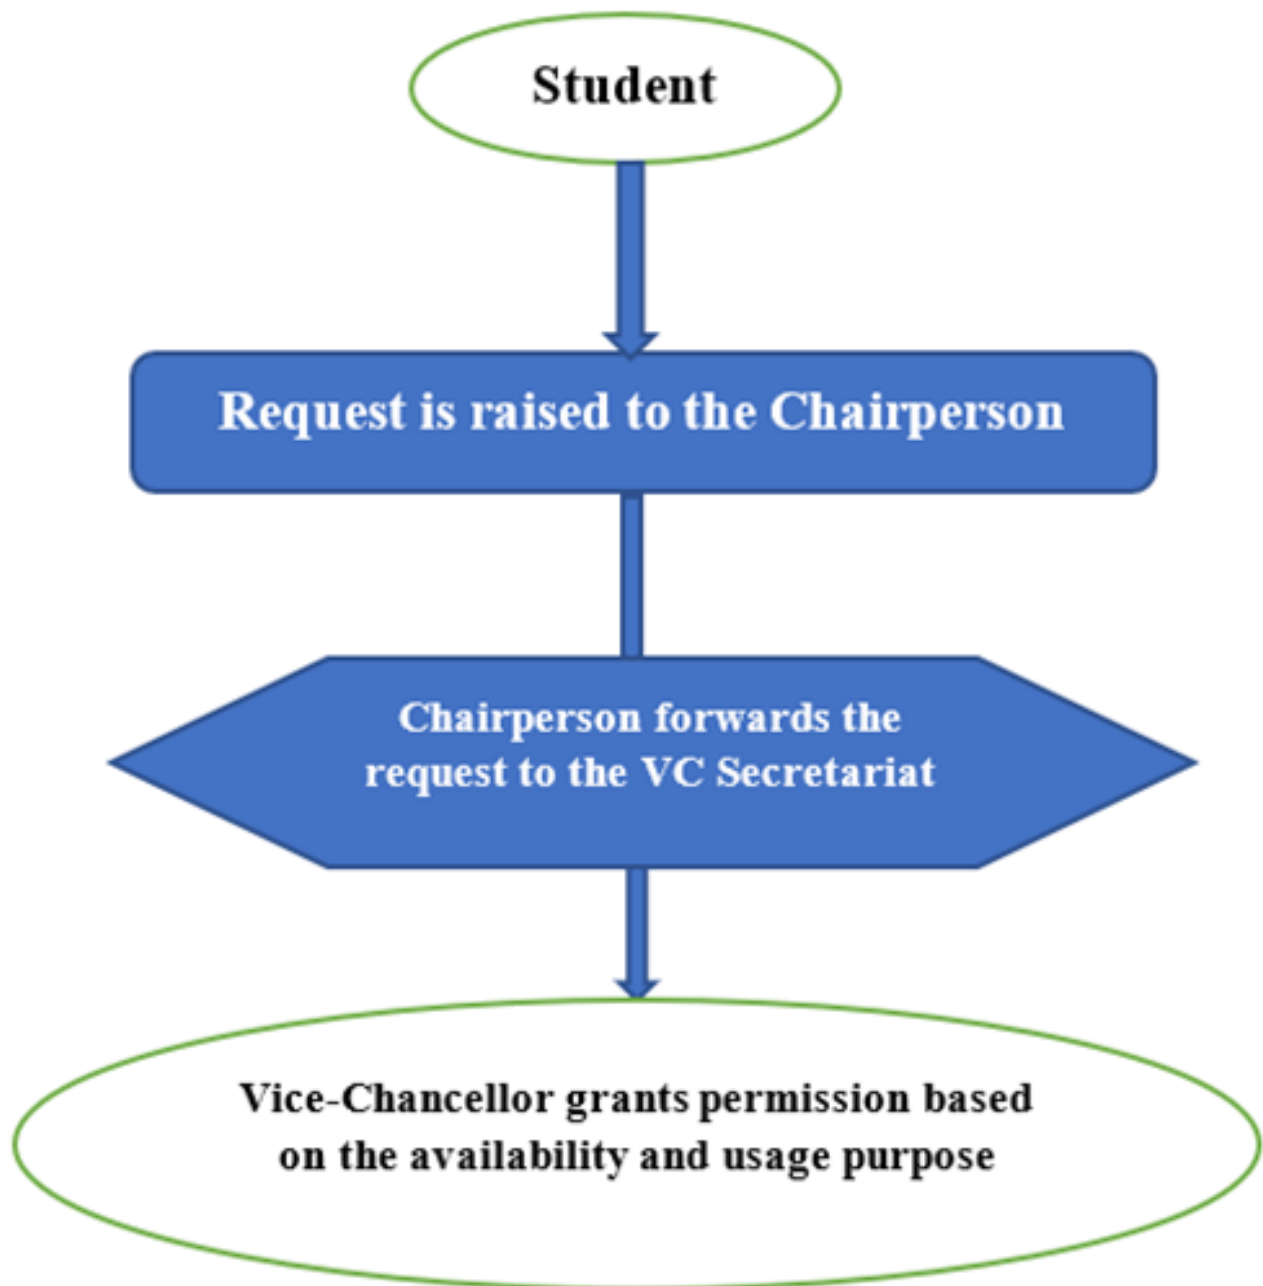 Student
Request is raised to the Chairperson
Chairperson forwards the
request to the VC Secretariat
Vice-Chancellor grants permission based
on the availability and usage purpose